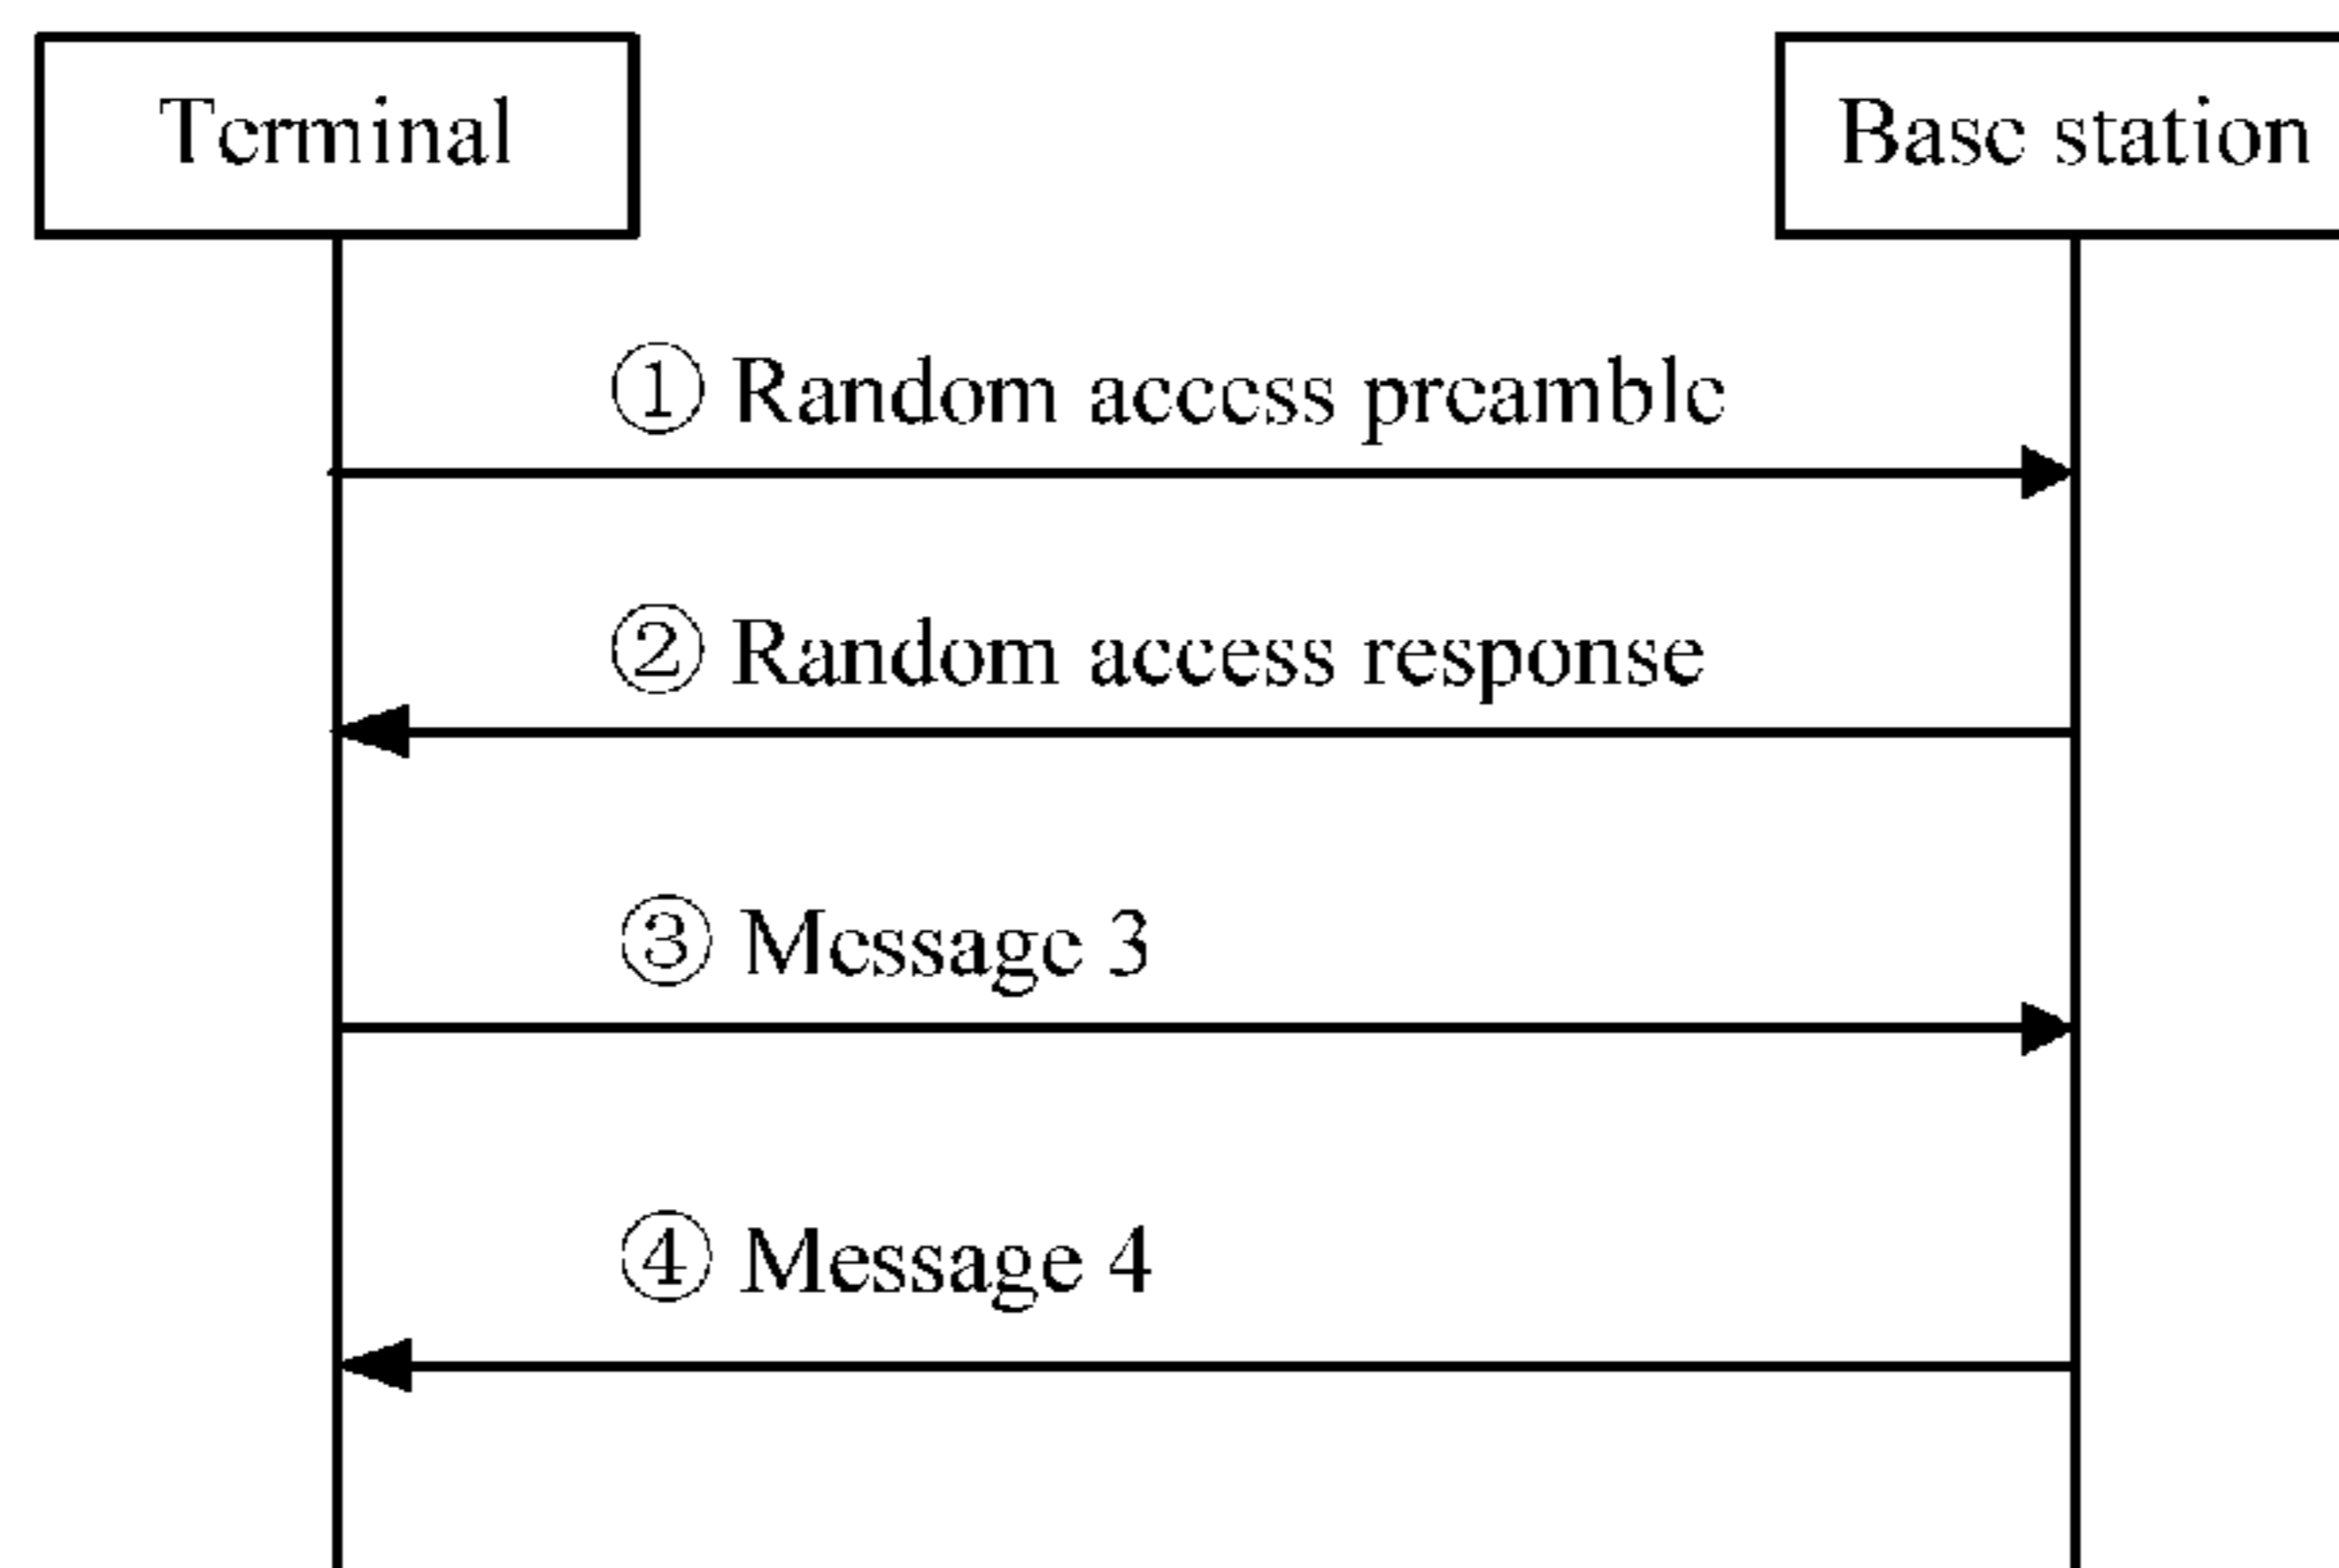 Terminal
Base station
① Random access preamble
② Random access response
③ Message 3
④ Message 4